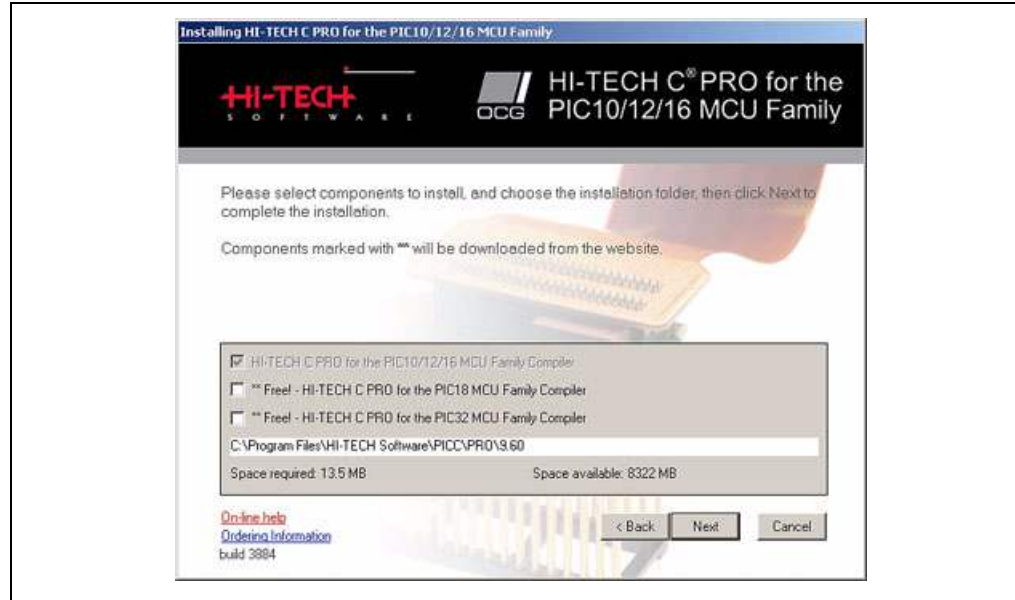 Installing HI-TECH C PRO for the PIC10/12/16 MCU Family
HI-TECH
SOFTWARE
OCG
HI-TECH C® PRO for the
PIC10/12/16 MCU Family
Please select components to install, and choose the installation folder, then click Next to
complete the installation.
Components marked with ** will be downloaded from the website.
HI-TECH C PRO for the PIC10/12/16 MCU Family Compiler
** Free! - HI-TECH C PRO for the PIC18 MCU Family Compiler
** Free! - HI-TECH C PRO for the PIC32 MCU Family Compiler
C:\Program Files\HI-TECH Software\PICC\PRO\9.60
Space required: 13.5 MB
Space available: 8322 MB
On-line help
Ordering Information
build 3884
< Back
Next
Cancel